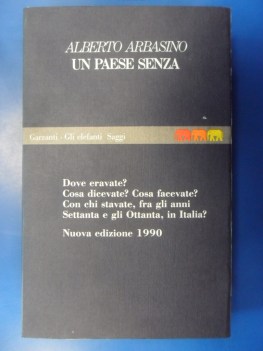 ALBERTO ARBASINO
UN PAESE SENZA
Garzanti - Gli elefanti Saggi
Dove eravate?
Cosa dicevate? Cosa facevate?
Con chi stavate, fra gli anni
Settanta e gli Ottanta, in Italia?
Nuova edizione 1990